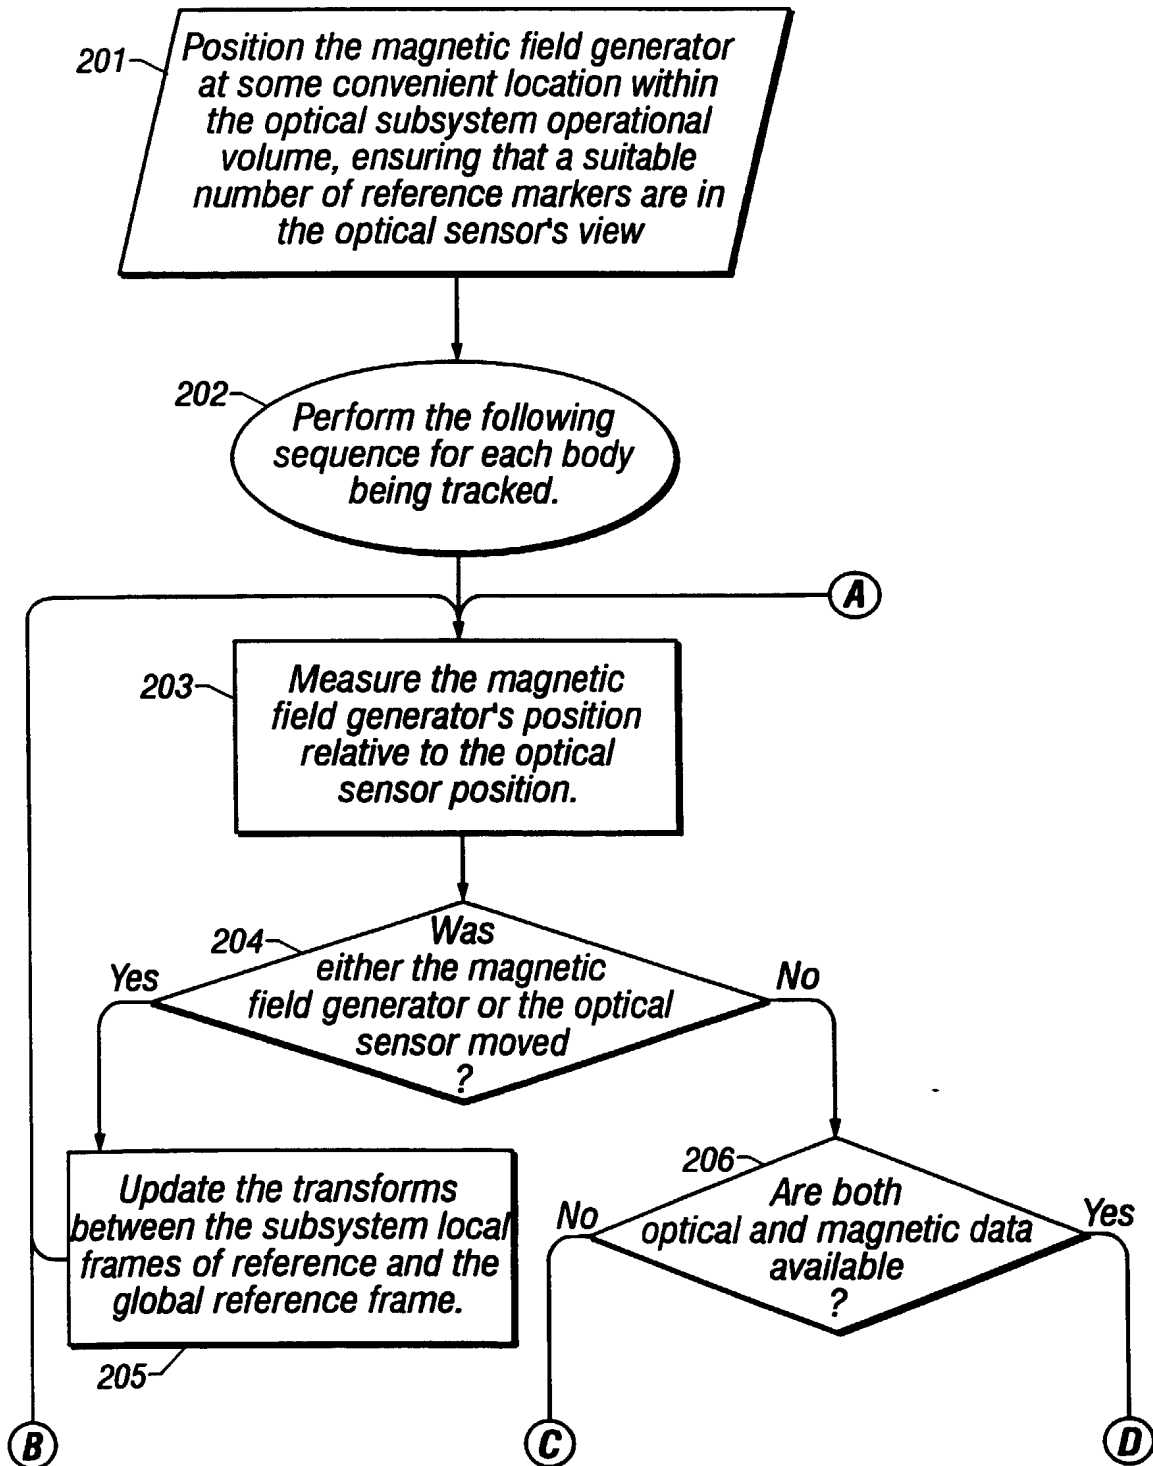 201
Position the magnetic field generator
at some convenient location within
the optical subsystem operational
volume, ensuring that a suitable
number of reference markers are in
the optical sensor's view
202
Perform the following
sequence for each body
being tracked.
A
203
Measure the magnetic
field generator's position
relative to the optical
sensor position.
204
Was
either the magnetic
field generator or the optical
sensor moved
?
Yes
No
Update the transforms
between the subsystem local
frames of reference and the
global reference frame.
205
206
Are both
optical and magnetic data
available
?
No
Yes
B
C
D